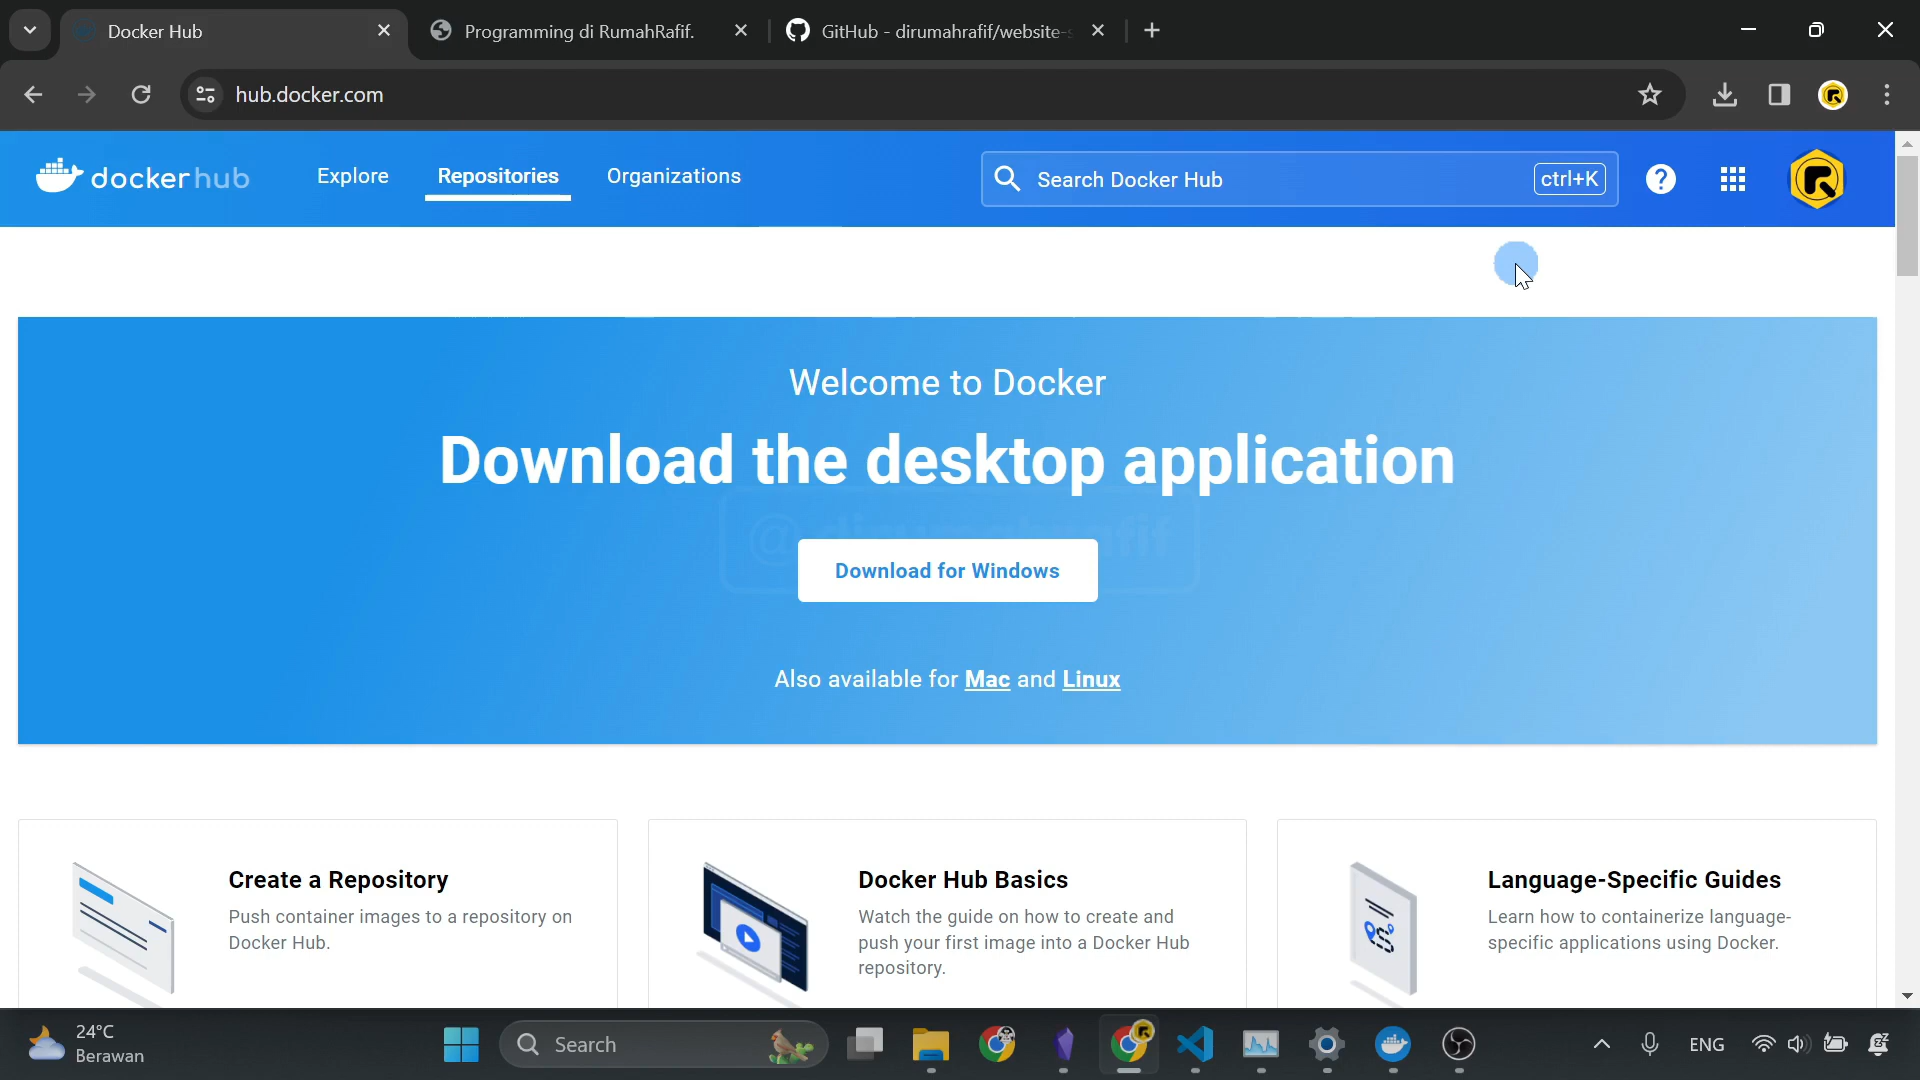 Docker Hub
Programming di RumahRafif.
GitHub - dirumahrafif/website-s
hub.docker.com
dockerhub
Explore
Repositories
Organizations
Search Docker Hub
ctrl+K
Welcome to Docker
Download the desktop application
@dirumahrafif
Download for Windows
Also available for Mac and Linux
Create a Repository
Push container images to a repository on
Docker Hub.
Docker Hub Basics
Watch the guide on how to create and
push your first image into a Docker Hub
repository.
Language-Specific Guides
Learn how to containerize language-
specific applications using Docker.
24°C
Berawan
Search
ENG